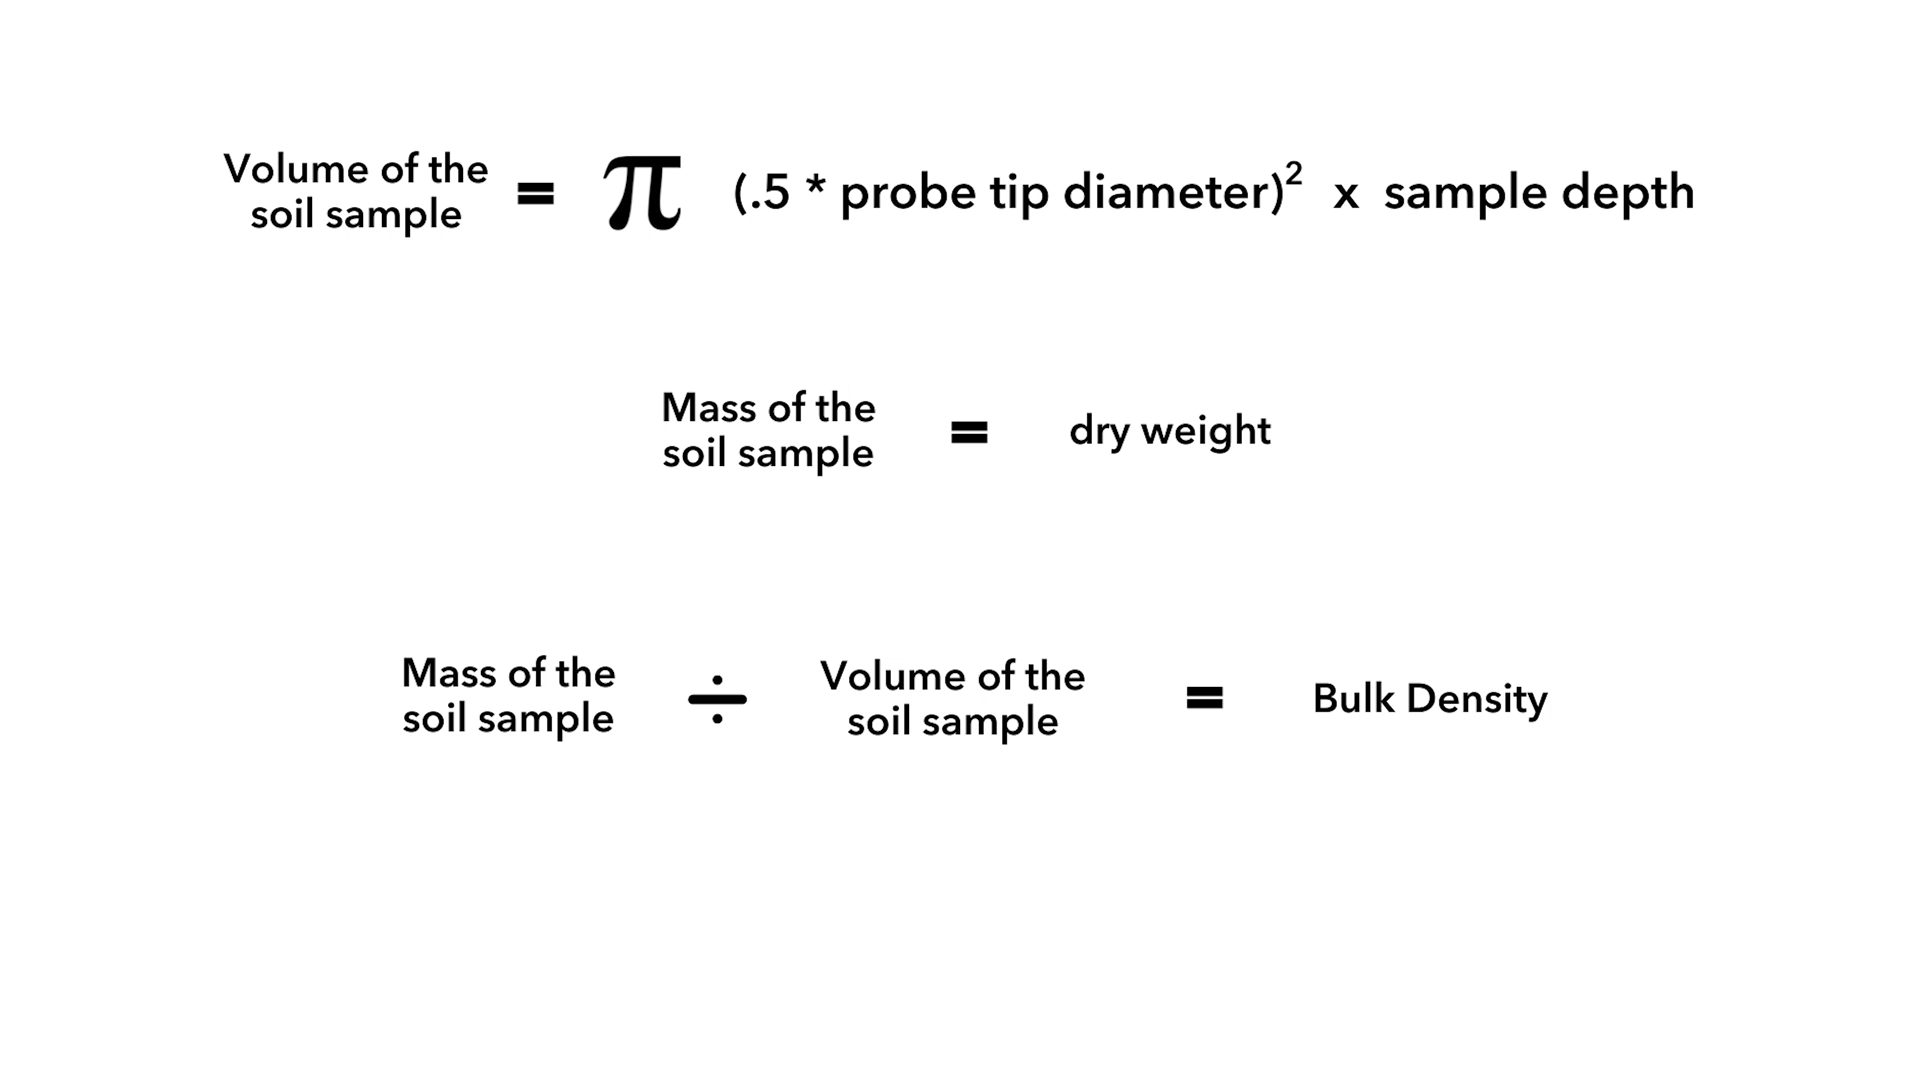 Volume of the
soil sample
= π (.5 * probe tip diameter)² x sample depth
Mass of the
soil sample
= dry weight
Mass of the
soil sample
÷
Volume of the
soil sample
= Bulk Density